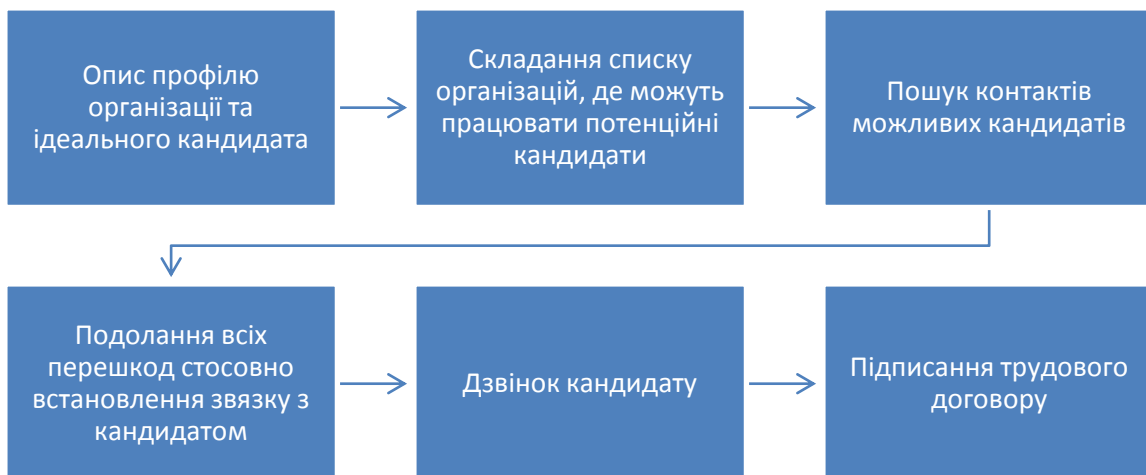 Опис профілю
організації та
ідеального кандидата
Складання списку
організацій, де можуть
працювати потенційні
кандидати
Пошук контактів
можливих кандидатів
Подолання всіх
перешкод стосовно
встановлення звязку з
кандидатом
Дзвінок кандидату
Підписання трудового
договору